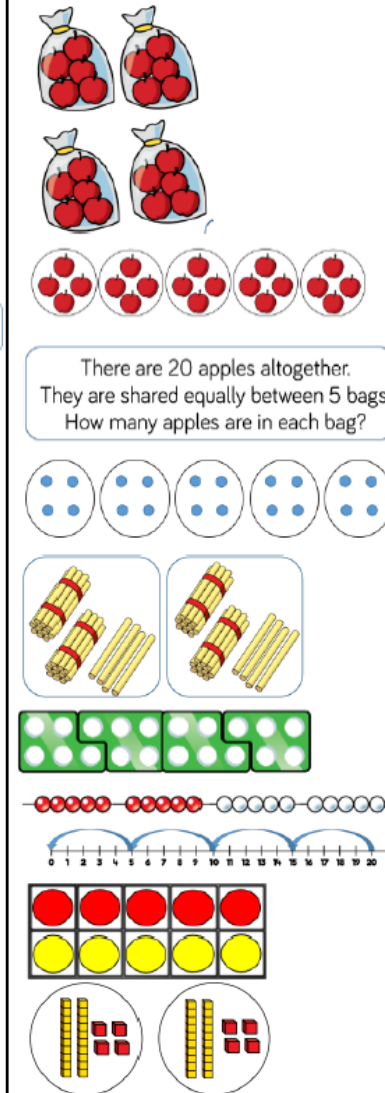 There are 20 apples altogether.
They are shared equally between 5 bags
How many apples are in each bag?
0 1 2 3 4 5 6 7 8 9 10 11 12 13 14 15 16 17 18 19 20